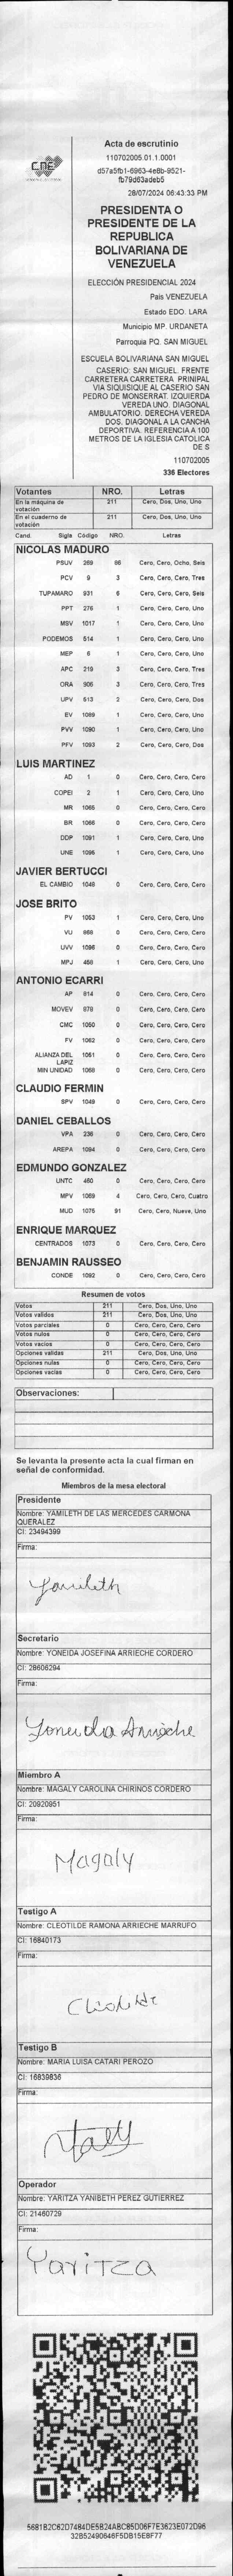 CNE
Acta de escrutinio
110702005.01.1.0001
d57a5fb1-6963-4e8b-9521-
fb79d63adeb5
28/07/2024 06:43:33 PM
PRESIDENTA O
PRESIDENTE DE LA
REPUBLICA
BOLIVARIANA DE
VENEZUELA
ELECCIÓN PRESIDENCIAL 2024
País VENEZUELA
Estado EDO. LARA
Municipio MP. URDANETA
Parroquia PQ. SAN MIGUEL
ESCUELA BOLIVARIANA SAN MIGUEL
CASERIO: SAN MIGUEL. FRENTE
CARRETERA CARRETERA PRINIPAL
VIA SIQUISIQUE AL CASERIO SAN
PEDRO DE MONSERRAT. IZQUIERDA
VEREDA UNO. DIAGONAL
AMBULATORIO. DERECHA VEREDA
DOS. DIAGONAL A LA CANCHA
DEPORTIVA. REFERENCIA A 100
METROS DE LA IGLESIA CATOLICA
DE S
110702005
336 Electores
Votantes NRO. Letras
En la máquina de votación 211 Cero, Dos, Uno, Uno
En el cuaderno de votación 211 Cero, Dos, Uno, Uno
Cand. Sigla Código NRO. Letras
NICOLAS MADURO
PSUV 269 86 Cero, Cero, Ocho, Seis
PCV 9 3 Cero, Cero, Cero, Tres
TUPAMARO 931 6 Cero, Cero, Cero, Seis
PPT 276 1 Cero, Cero, Cero, Uno
MSV 1017 1 Cero, Cero, Cero, Uno
PODEMOS 514 1 Cero, Cero, Cero, Uno
MEP 6 1 Cero, Cero, Cero, Uno
APC 219 3 Cero, Cero, Cero, Tres
ORA 906 3 Cero, Cero, Cero, Tres
UPV 513 2 Cero, Cero, Cero, Dos
EV 1089 1 Cero, Cero, Cero, Uno
PVV 1090 1 Cero, Cero, Cero, Uno
PFV 1093 2 Cero, Cero, Cero, Dos
LUIS MARTINEZ
AD 1 0 Cero, Cero, Cero, Cero
COPEI 2 1 Cero, Cero, Cero, Uno
MR 1065 0 Cero, Cero, Cero, Cero
BR 1066 0 Cero, Cero, Cero, Cero
DDP 1091 1 Cero, Cero, Cero, Uno
UNE 1095 1 Cero, Cero, Cero, Uno
JAVIER BERTUCCI
EL CAMBIO 1048 0 Cero, Cero, Cero, Cero
JOSE BRITO
PV 1053 1 Cero, Cero, Cero, Uno
VU 868 0 Cero, Cero, Cero, Cero
UVV 1096 0 Cero, Cero, Cero, Cero
MPJ 458 1 Cero, Cero, Cero, Uno
ANTONIO ECARRI
AP 814 0 Cero, Cero, Cero, Cero
MOVEV 878 0 Cero, Cero, Cero, Cero
CMC 1050 0 Cero, Cero, Cero, Cero
FV 1062 0 Cero, Cero, Cero, Cero
ALIANZA DEL LAPIZ 1051 0 Cero, Cero, Cero, Cero
MIN UNIDAD 1068 0 Cero, Cero, Cero, Cero
CLAUDIO FERMIN
SPV 1049 0 Cero, Cero, Cero, Cero
DANIEL CEBALLOS
VPA 236 0 Cero, Cero, Cero, Cero
AREPA 1094 0 Cero, Cero, Cero, Cero
EDMUNDO GONZALEZ
UNTC 460 0 Cero, Cero, Cero, Cero
MPV 1069 4 Cero, Cero, Cero, Cuatro
MUD 1075 91 Cero, Cero, Nueve, Uno
ENRIQUE MARQUEZ
CENTRADOS 1073 0 Cero, Cero, Cero, Cero
BENJAMIN RAUSSEO
CONDE 1092 0 Cero, Cero, Cero, Cero
Resumen de votos
Votos 211 Cero, Dos, Uno, Uno
Votos validos 211 Cero, Dos, Uno, Uno
Votos parciales 0 Cero, Cero, Cero, Cero
Votos nulos 0 Cero, Cero, Cero, Cero
Votos vacios 0 Cero, Cero, Cero, Cero
Opciones validas 211 Cero, Dos, Uno, Uno
Opciones nulas 0 Cero, Cero, Cero, Cero
Opciones vacias 0 Cero, Cero, Cero, Cero
Observaciones:
Se levanta la presente acta la cual firman en
señal de conformidad.
Miembros de la mesa electoral
Presidente
Nombre: YAMILETH DE LAS MERCEDES CARMONA
QUERALEZ
CI: 23494399
Firma:
Yamileth
Secretario
Nombre: YONEIDA JOSEFINA ARRIECHE CORDERO
CI: 28606294
Firma:
Yoneida Arrieche
Miembro A
Nombre: MAGALY CAROLINA CHIRINOS CORDERO
CI: 20920951
Firma:
Magaly
Testigo A
Nombre: CLEOTILDE RAMONA ARRIECHE MARRUFO
CI: 16840173
Firma:
Testigo B
Nombre: MARIA LUISA CATARI PEROZO
CI: 16839836
Firma:
Operador
Nombre: YARITZA YANIBETH PEREZ GUTIERREZ
CI: 21460729
Firma:
Yaritza
5681B2C62D7484DE5B24ABC85D06F7E3623E072D96
32B52490646F5DB15E8F77